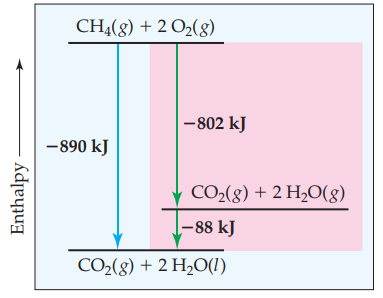 CH₄(g) + 2 O₂(g)
−802 kJ
−890 kJ
Enthalpy
CO₂(g) + 2 H₂O(g)
−88 kJ
CO₂(g) + 2 H₂O(l)